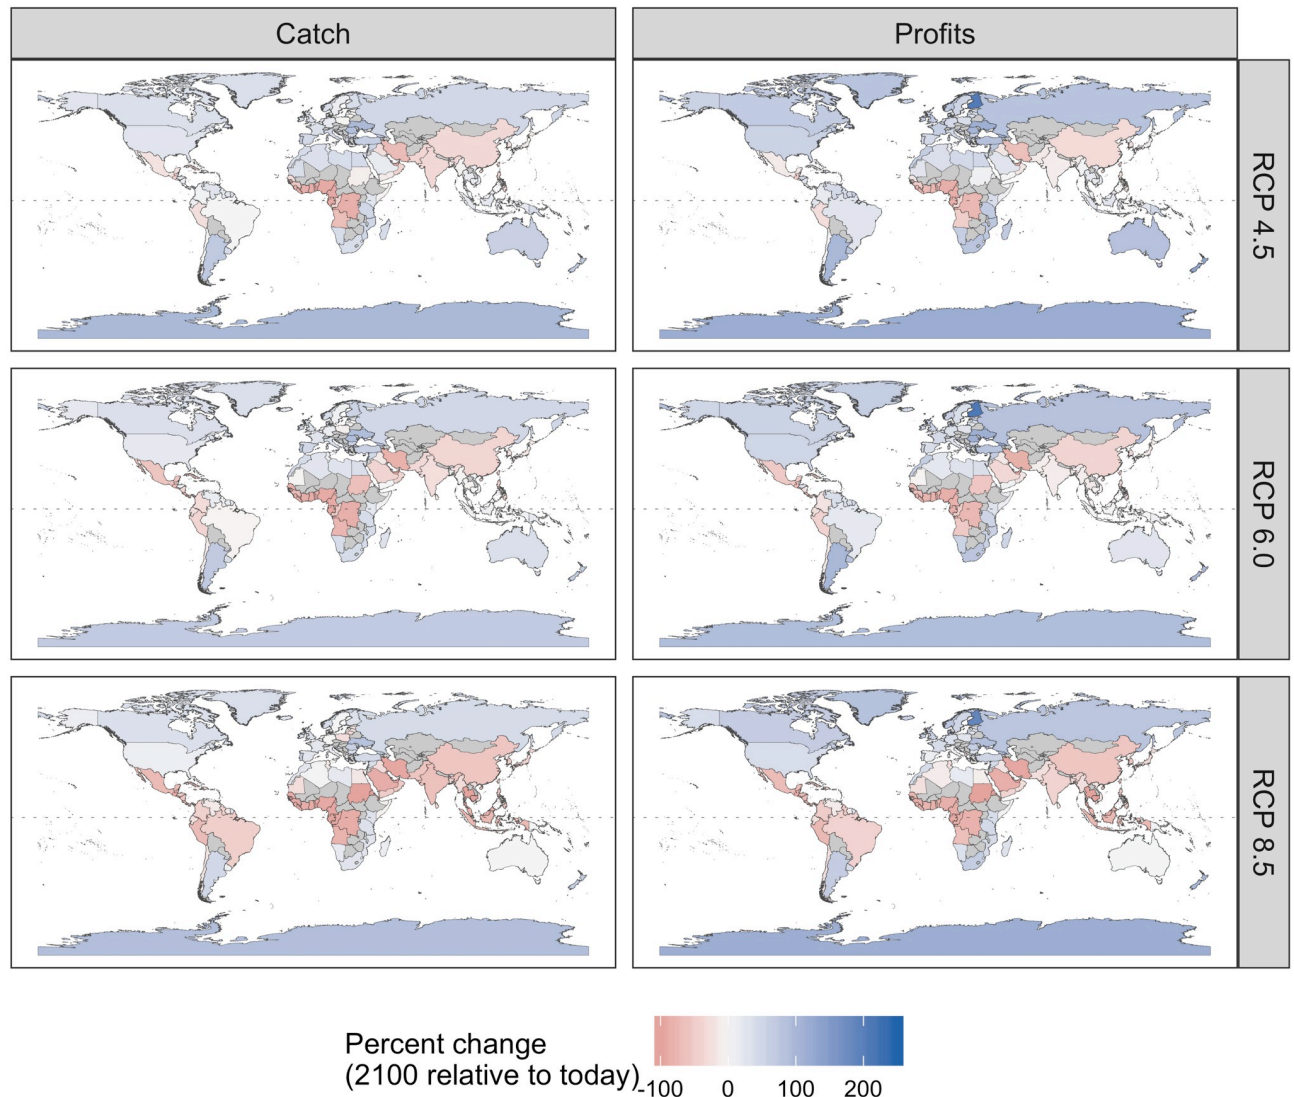 Catch
Profits
RCP 4.5
RCP 6.0
RCP 8.5
Percent change
(2100 relative to today)
-100 0 100 200